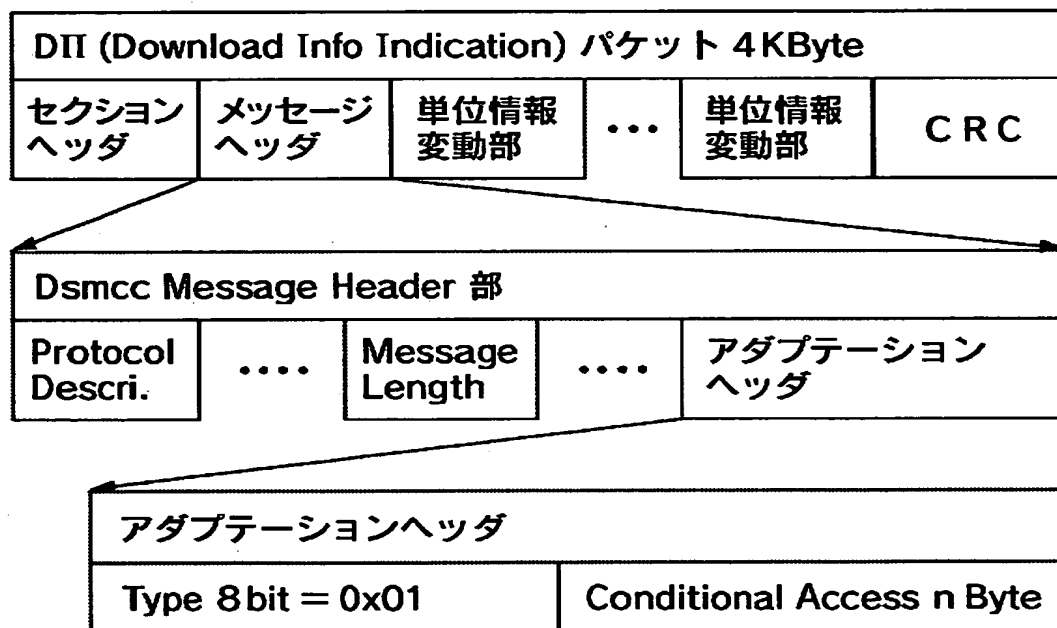 DII (Download Info Indication) パケット 4KByte
セクション
ヘッダ
メッセージ
ヘッダ
単位情報
変動部
•••
単位情報
変動部
CRC
Dsmcc Message Header 部
Protocol
Descri.
••••
Message
Length
••••
アダプテーション
ヘッダ
アダプテーションヘッダ
Type 8bit = 0x01
Conditional Access n Byte